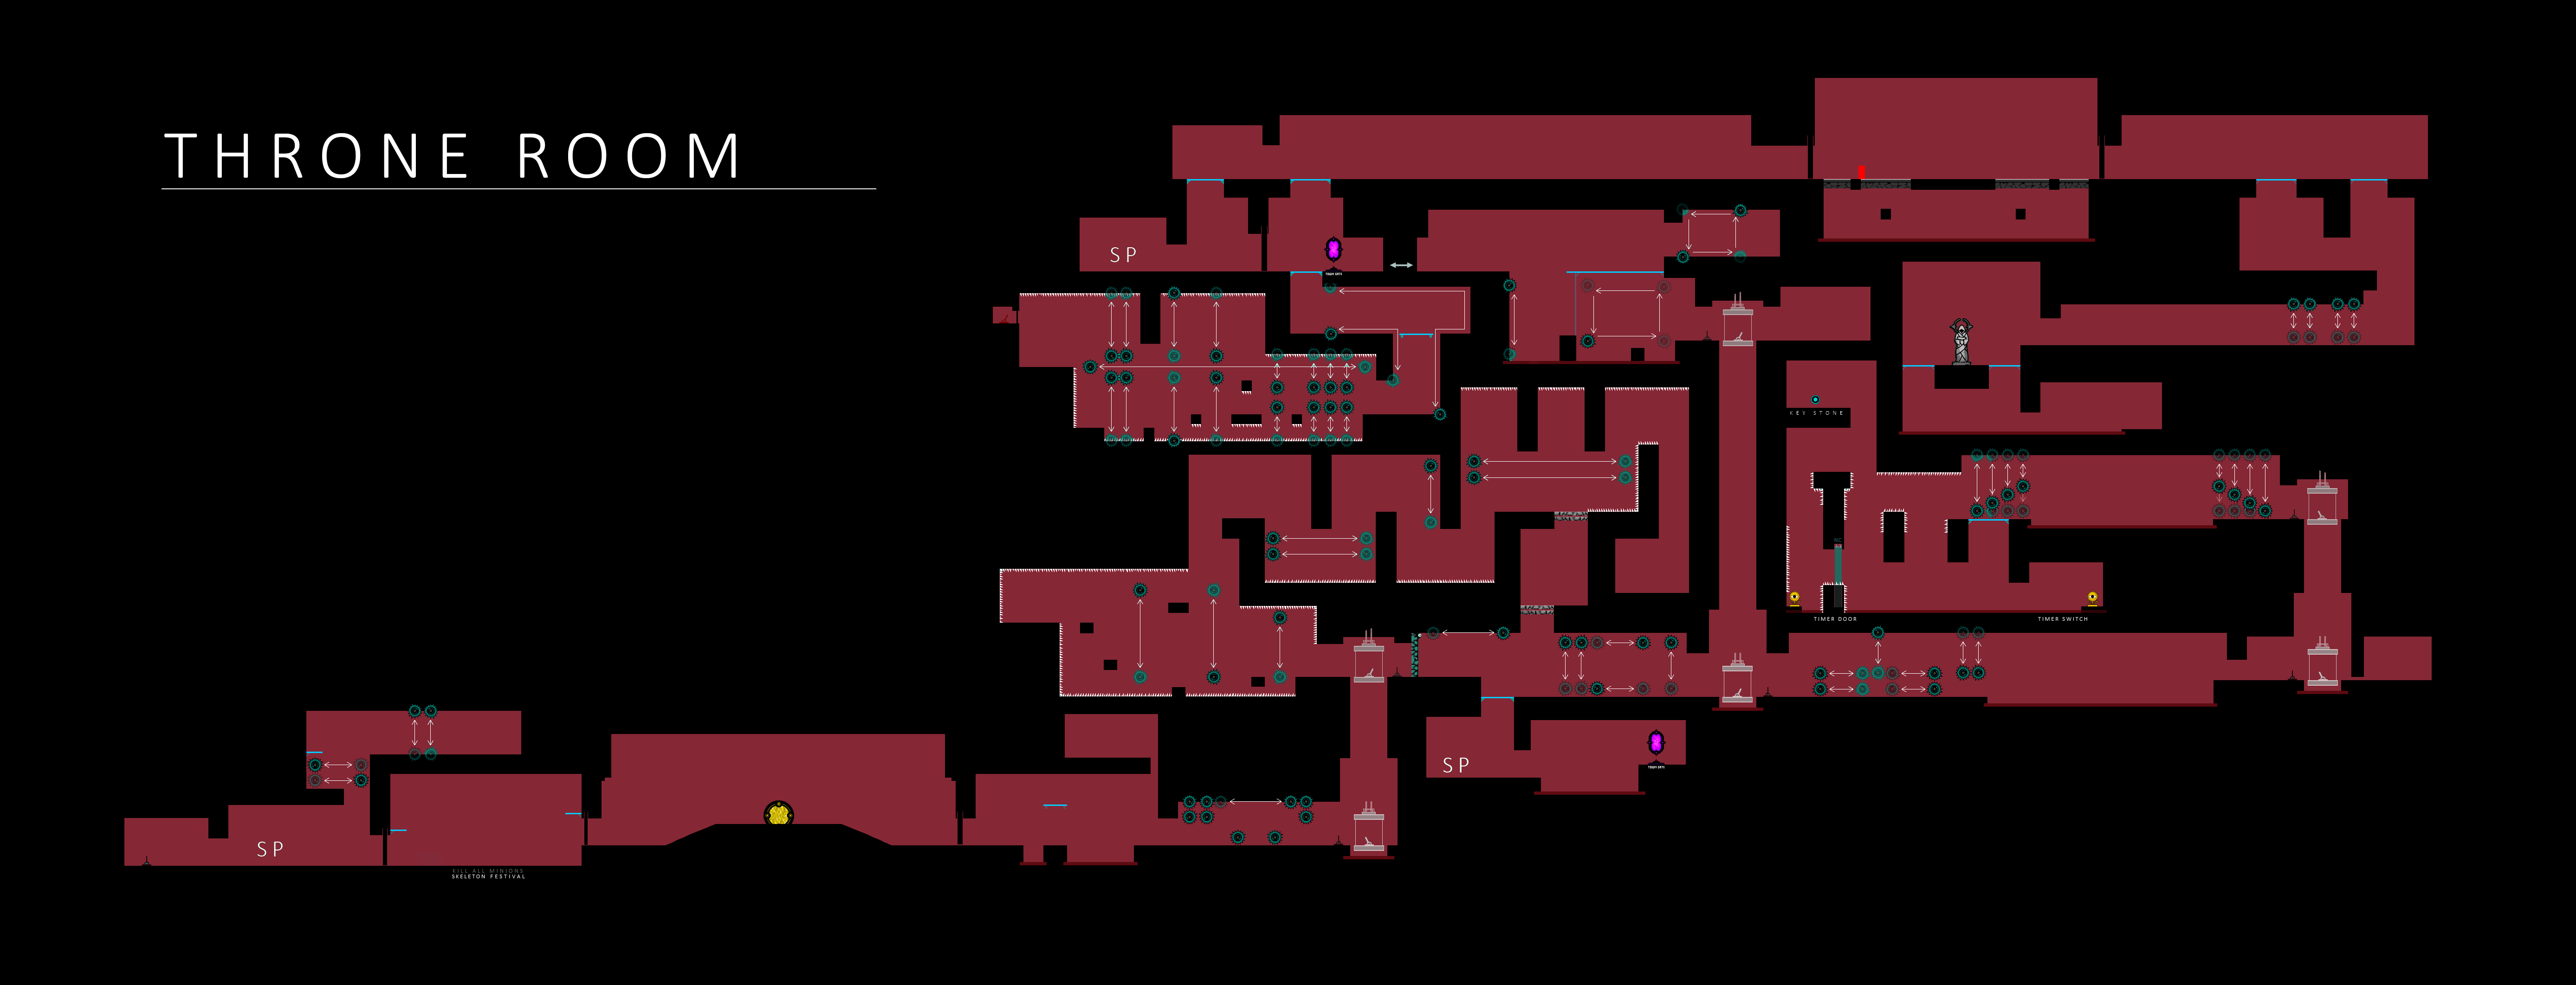 THRONE ROOM
SP
KEY STONE
TIMER DOOR
TIMER SWITCH
SP
SP
KILL ALL MINIONS
SKELETON FESTIVAL